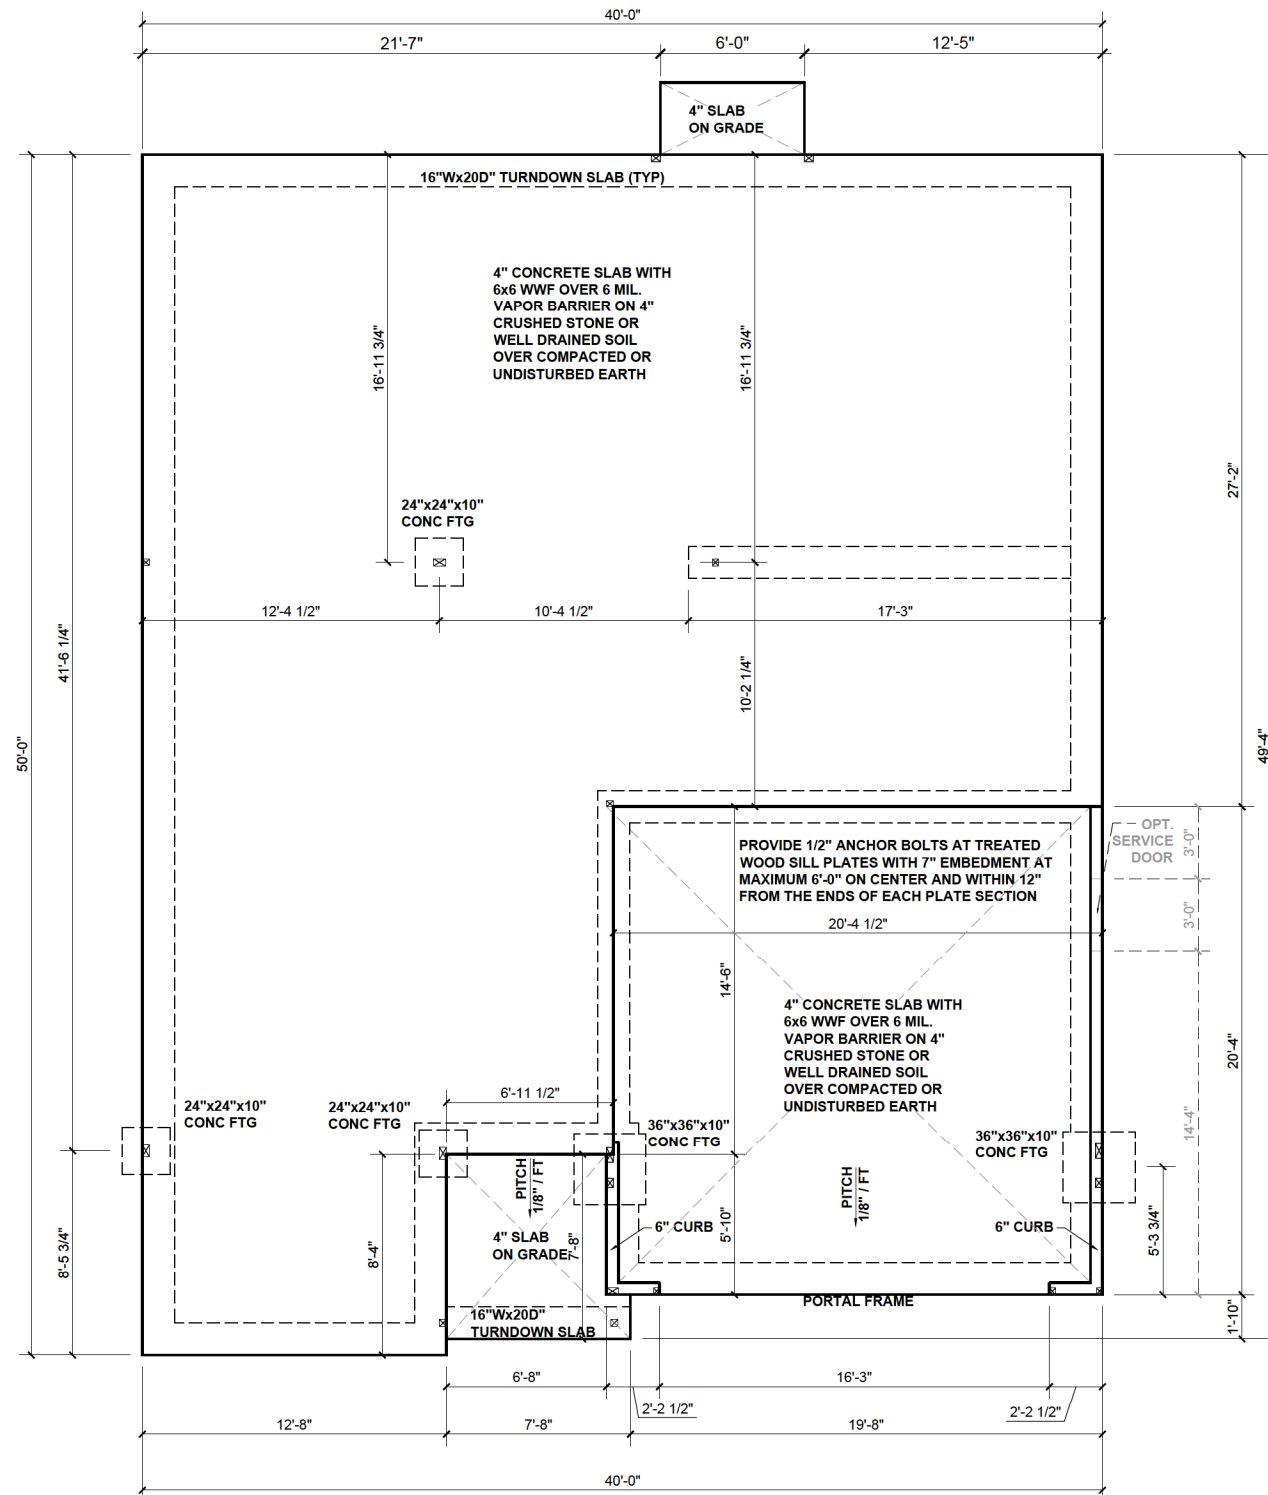 40'-0"
21'-7"
6'-0"
12'-5"
4" SLAB
ON GRADE
16"Wx20D" TURNDOWN SLAB (TYP)
4" CONCRETE SLAB WITH
6x6 WWF OVER 6 MIL.
VAPOR BARRIER ON 4"
CRUSHED STONE OR
WELL DRAINED SOIL
OVER COMPACTED OR
UNDISTURBED EARTH
16'-11 3/4"
16'-11 3/4"
27'-2"
24"x24"x10"
CONC FTG
12'-4 1/2"
10'-4 1/2"
17'-3"
41'-6 1/4"
10'-2 1/4"
50'-0"
49'-4"
OPT.
SERVICE
DOOR
3'-0"
3'-0"
14'-4"
PROVIDE 1/2" ANCHOR BOLTS AT TREATED
WOOD SILL PLATES WITH 7" EMBEDMENT AT
MAXIMUM 6'-0" ON CENTER AND WITHIN 12"
FROM THE ENDS OF EACH PLATE SECTION
20'-4 1/2"
14'-6"
4" CONCRETE SLAB WITH
6x6 WWF OVER 6 MIL.
VAPOR BARRIER ON 4"
CRUSHED STONE OR
WELL DRAINED SOIL
OVER COMPACTED OR
UNDISTURBED EARTH
20'-4"
6'-11 1/2"
24"x24"x10"
CONC FTG
24"x24"x10"
CONC FTG
36"x36"x10"
CONC FTG
36"x36"x10"
CONC FTG
PITCH
1/8" / FT
PITCH
1/8" / FT
6" CURB
6" CURB
4" SLAB
ON GRADE
7'-8"
5'-10"
5'-3 3/4"
8'-5 3/4"
8'-4"
16"Wx20D"
TURNDOWN SLAB
PORTAL FRAME
1'-10"
6'-8"
16'-3"
2'-2 1/2"
2'-2 1/2"
12'-8"
7'-8"
19'-8"
40'-0"